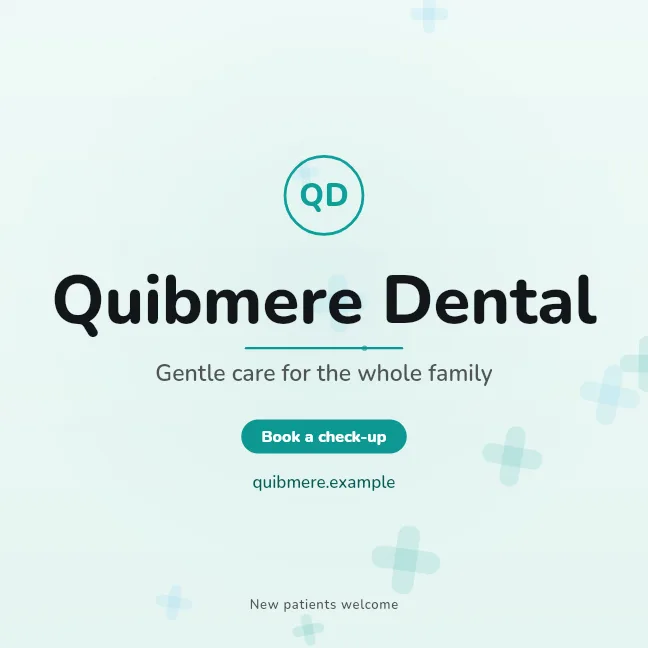 QD
Quibmere Dental
Gentle care for the whole family
Book a check-up
quibmere.example
New patients welcome